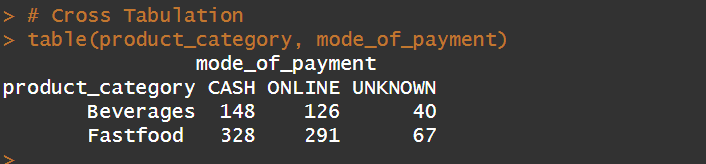 > # Cross Tabulation
> table(product_category, mode_of_payment)
                mode_of_payment
product_category CASH ONLINE UNKNOWN
       Beverages  148    126      40
       Fastfood   328    291      67
>